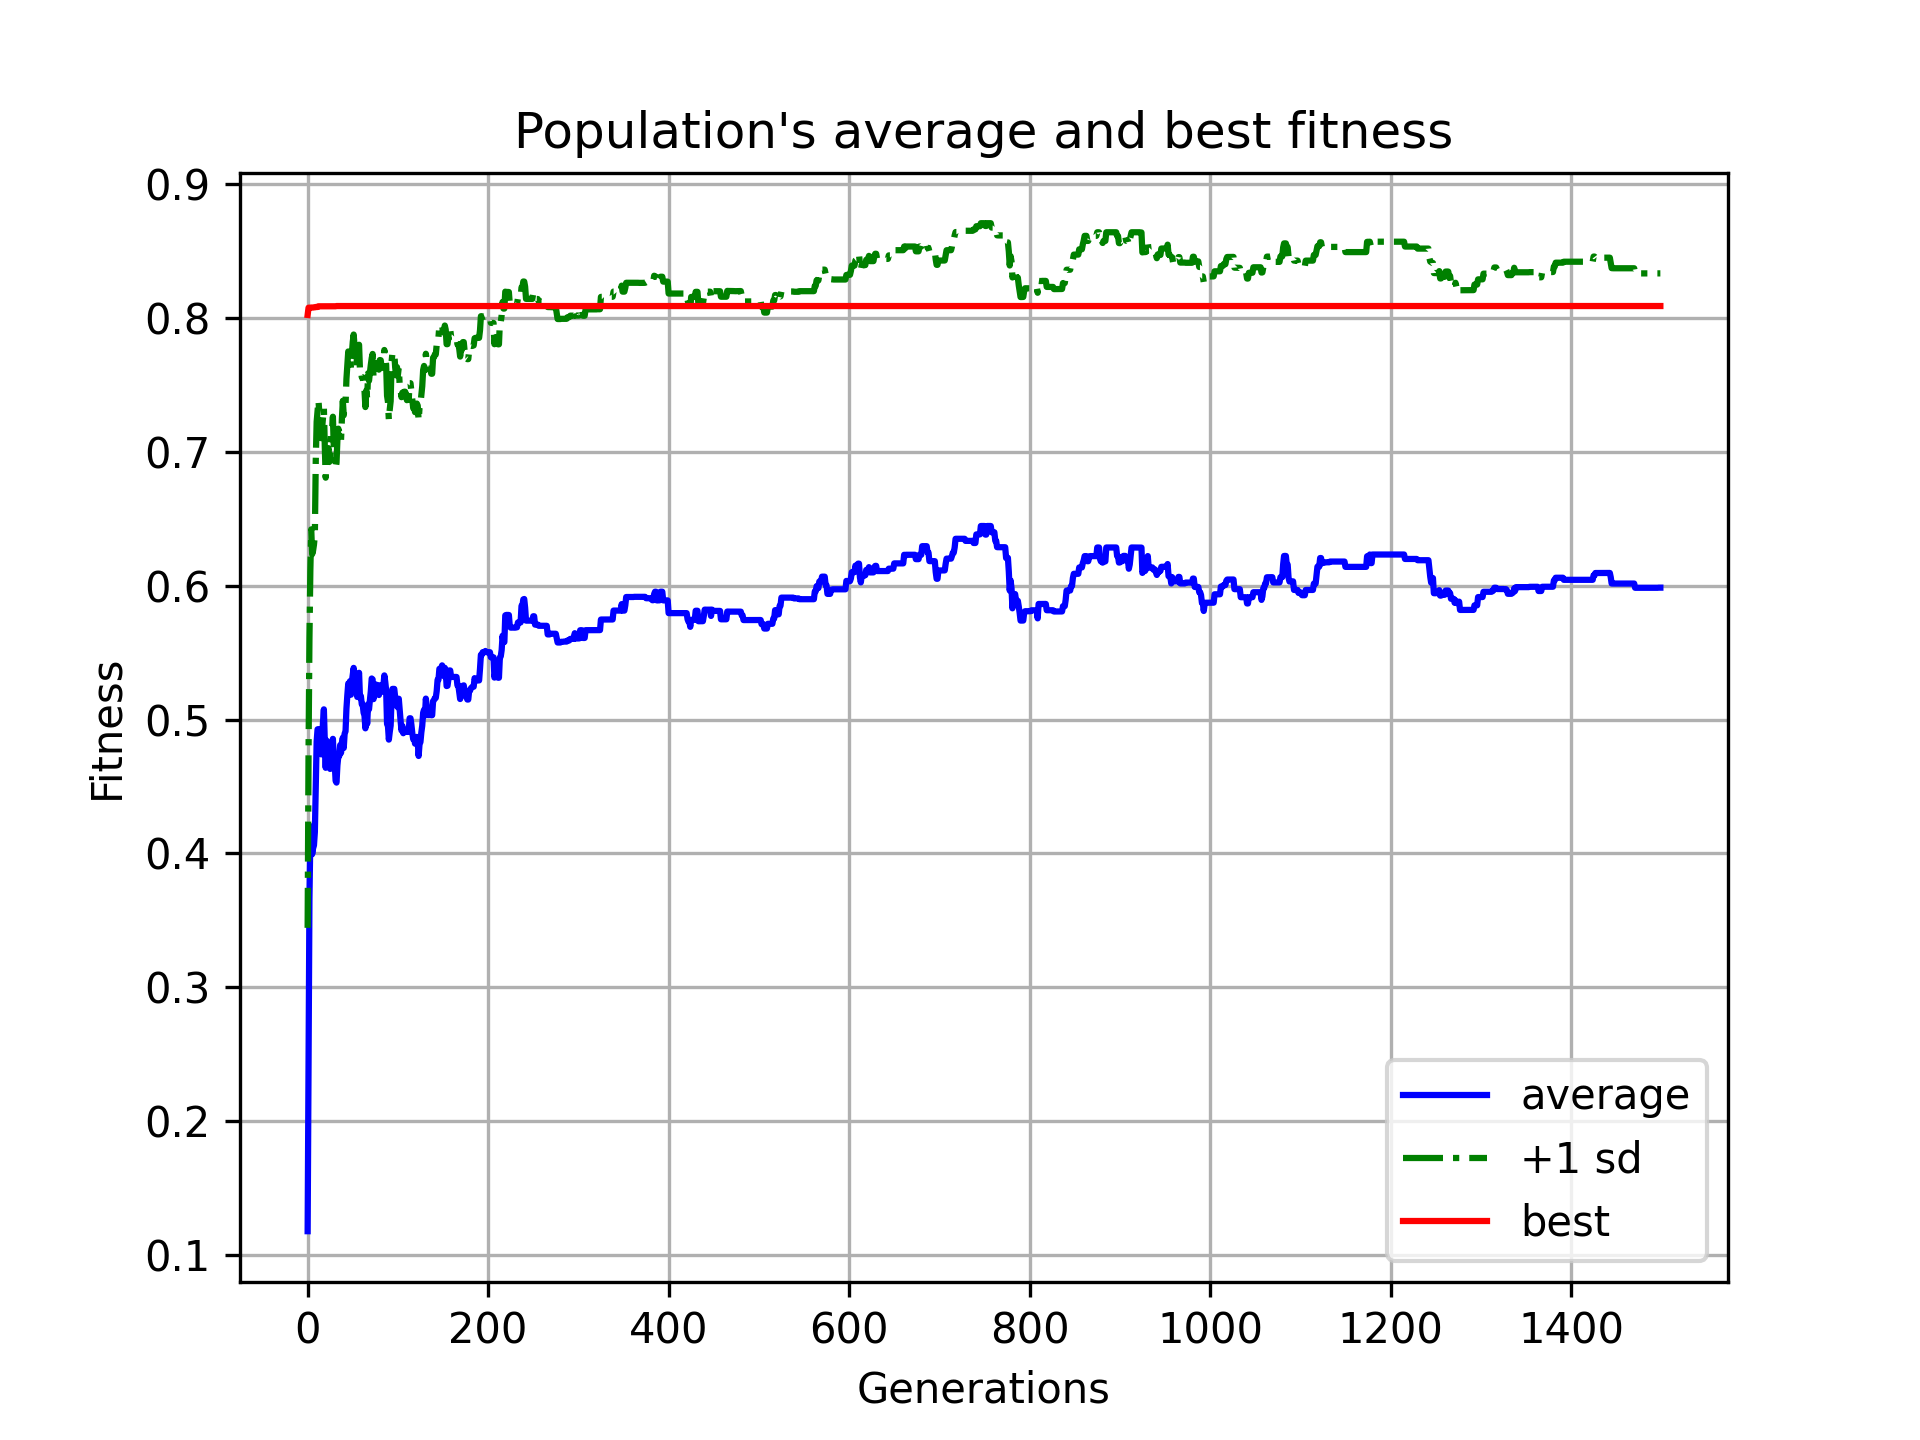 Population's average and best fitness
0.9
0.8
0.7
0.6
0.5
0.4
0.3
0.2
0.1
Fitness
0 200 400 600 800 1000 1200 1400
Generations
average
+1 sd
best